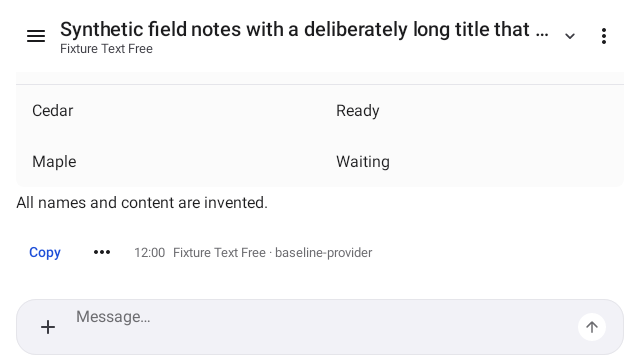 Synthetic field notes with a deliberately long title that …
Fixture Text Free
Cedar Ready
Maple Waiting
All names and content are invented.
Copy ••• 12:00 Fixture Text Free · baseline-provider
Message…